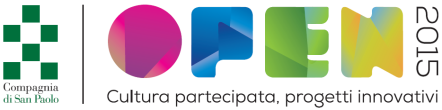 Compagnia
di San Paolo
OPEN
2015
Cultura partecipata, progetti innovativi